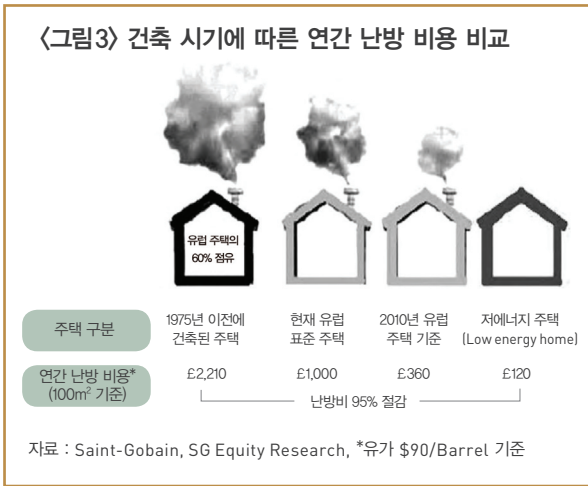 〈그림3〉 건축 시기에 따른 연간 난방 비용 비교
유럽 주택의
60% 점유
주택 구분
1975년 이전에
건축된 주택
현재 유럽
표준 주택
2010년 유럽
주택 기준
저에너지 주택
(Low energy home)
연간 난방 비용*
(100m² 기준)
£2,210
£1,000
£360
£120
난방비 95% 절감
자료 : Saint-Gobain, SG Equity Research, *유가 $90/Barrel 기준